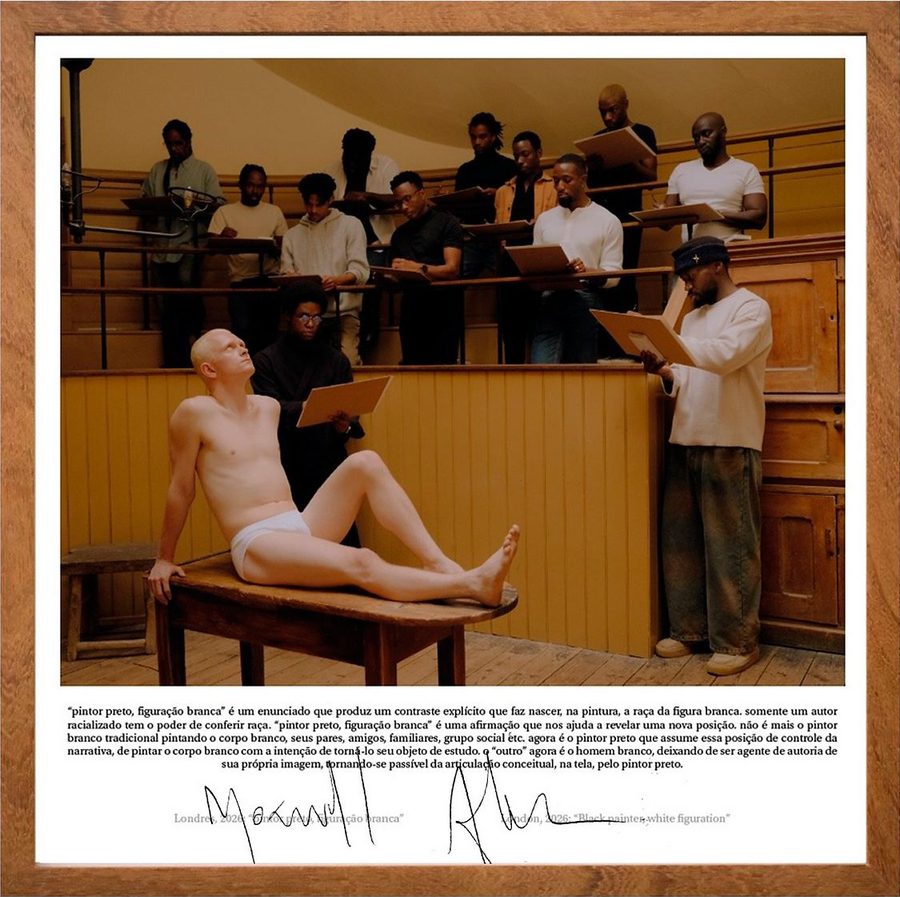 “pintor preto, figuração branca” é um enunciado que produz um contraste explícito que faz nascer, na pintura, a raça da figura branca. somente um autor
racializado tem o poder de conferir raça. “pintor preto, figuração branca” é uma afirmação que nos ajuda a revelar uma nova posição. não é mais o pintor
branco tradicional pintando o corpo branco, seus pares, amigos, familiares, grupo social etc. agora é o pintor preto que assume essa posição de controle da
narrativa, de pintar o corpo branco com a intenção de torná-lo seu objeto de estudo. o “outro” agora é o homem branco, deixando de ser agente de autoria de
sua própria imagem, tornando-se passível da articulação conceitual, na tela, pelo pintor preto.
Londres, 2026: “pintor preto, figuração branca” London, 2026: “Black painter, white figuration”